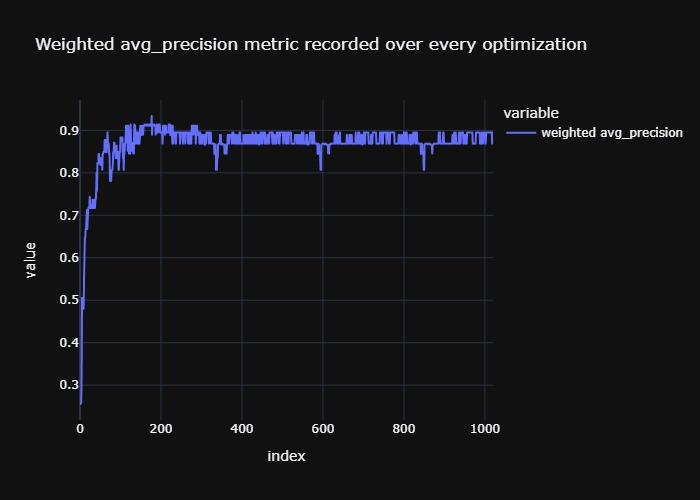 Weighted avg_precision metric recorded over every optimization
variable
weighted avg_precision
0.9
0.8
0.7
0.6
0.5
0.4
0.3
value
0 200 400 600 800 1000
index